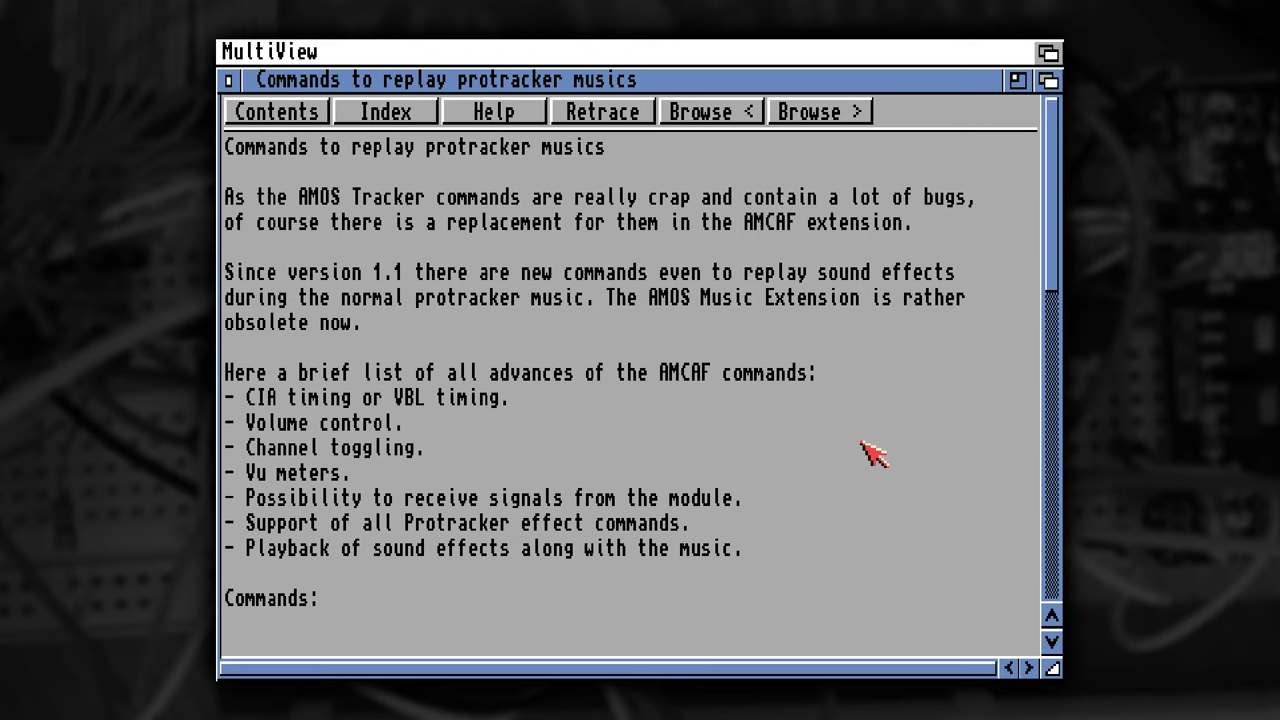 MultiView
Commands to replay protracker musics
Contents Index Help Retrace Browse < Browse >
Commands to replay protracker musics
As the AMOS Tracker commands are really crap and contain a lot of bugs,
of course there is a replacement for them in the AMCAF extension.
Since version 1.1 there are new commands even to replay sound effects
during the normal protracker music. The AMOS Music Extension is rather
obsolete now.
Here a brief list of all advances of the AMCAF commands:
- CIA timing or VBL timing.
- Volume control.
- Channel toggling.
- Vu meters.
- Possibility to receive signals from the module.
- Support of all Protracker effect commands.
- Playback of sound effects along with the music.
Commands: